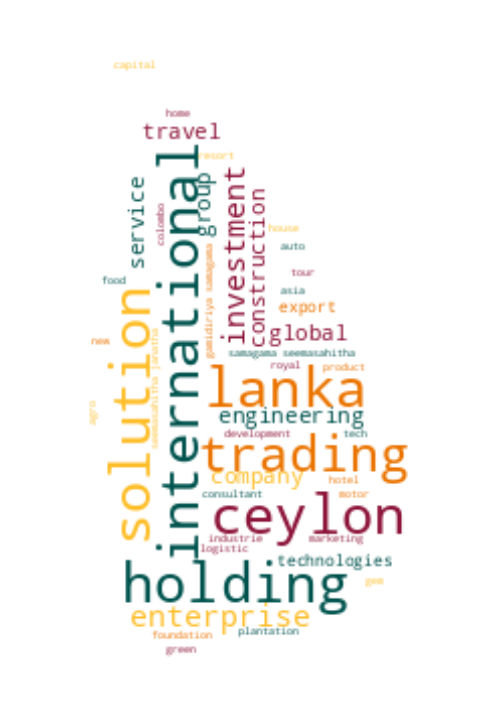 capital
home
travel
resort
international
group
service
colombo
investment
construction
house
auto
tour
food
asia
export
gamidiriya samagama
solution
new
global
seemasahitha janatha
samagama seemasahitha
royal
product
lanka
agro
engineering
development
tech
trading
company
hotel
consultant
motor
ceylon
industrie
marketing
logistic
technologies
holding
gem
enterprise
foundation
plantation
green